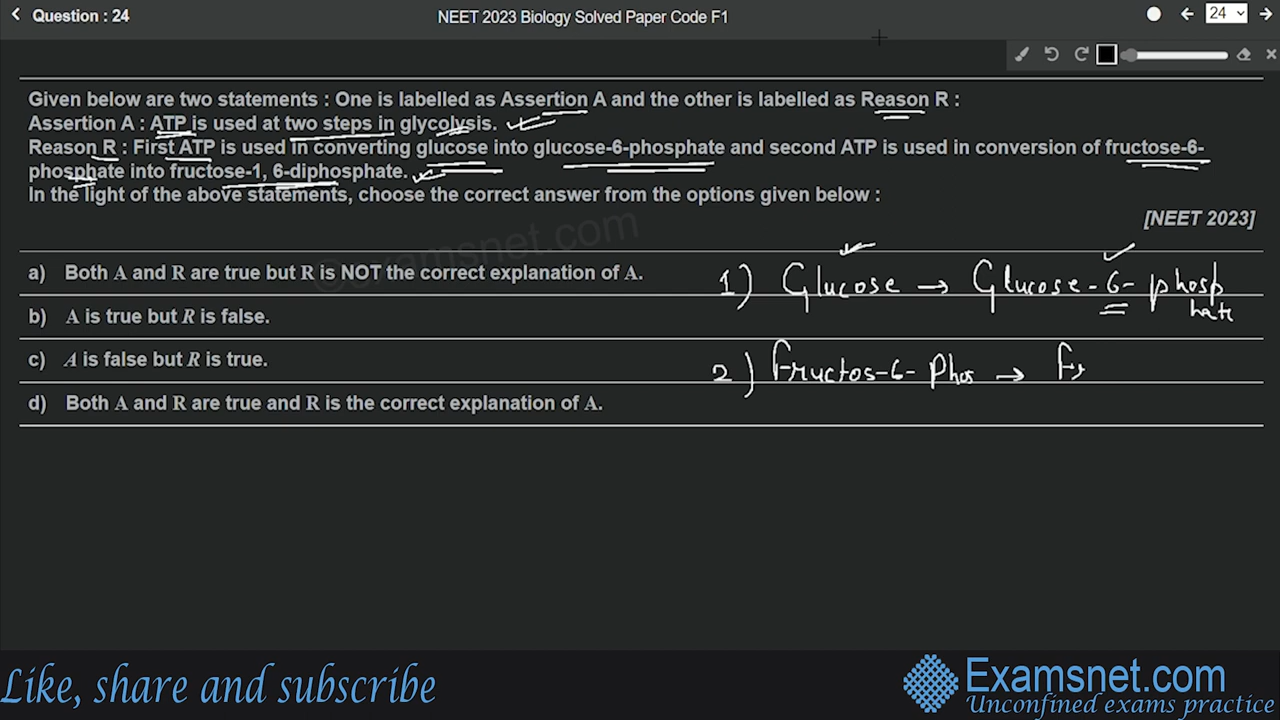 Question : 24
NEET 2023 Biology Solved Paper Code F1
24
Given below are two statements : One is labelled as Assertion A and the other is labelled as Reason R :
Assertion A : ATP is used at two steps in glycolysis.
Reason R : First ATP is used in converting glucose into glucose-6-phosphate and second ATP is used in conversion of fructose-6-
phosphate into fructose-1, 6-diphosphate.
In the light of the above statements, choose the correct answer from the options given below :
[NEET 2023]
©examsnet.com
a) Both A and R are true but R is NOT the correct explanation of A.
b) A is true but R is false.
c) A is false but R is true.
d) Both A and R are true and R is the correct explanation of A.
1) Glucose → Glucose-6-phosp
hate
2) Fructos-6-Phos → Fr
Like, share and subscribe
Examsnet.com
Unconfined exams practice